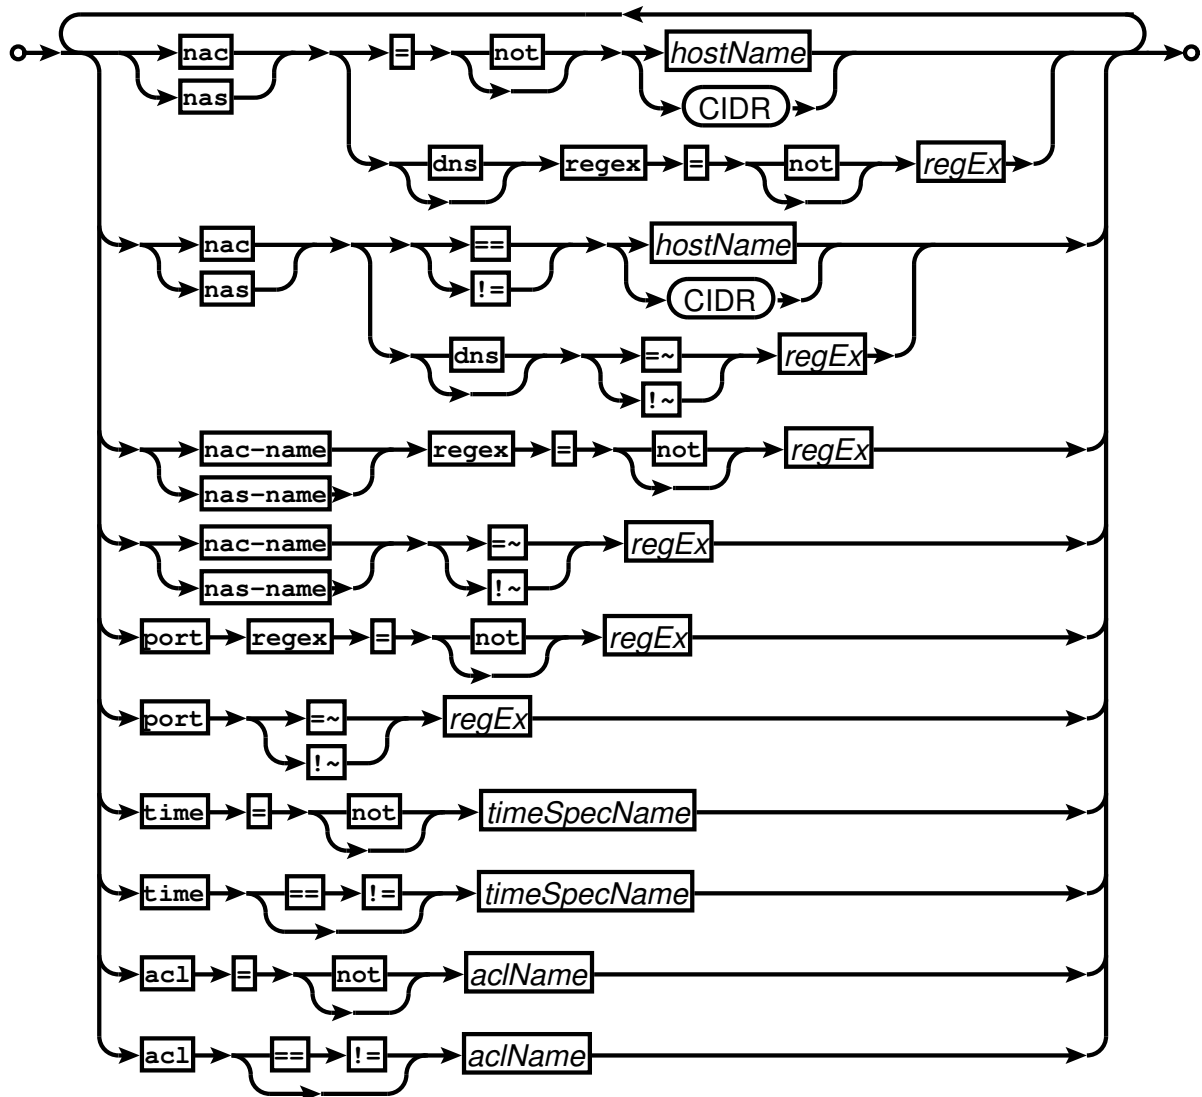 nac = not hostName
nas CIDR
dns regex = not regEx
nac == hostName
nas != CIDR
dns =~ regEx
!~
nac-name regex = not regEx
nas-name
nac-name =~ regEx
nas-name !~
port regex = not regEx
port =~ regEx
!~
time = not timeSpecName
time == != timeSpecName
acl = not aclName
acl == != aclName